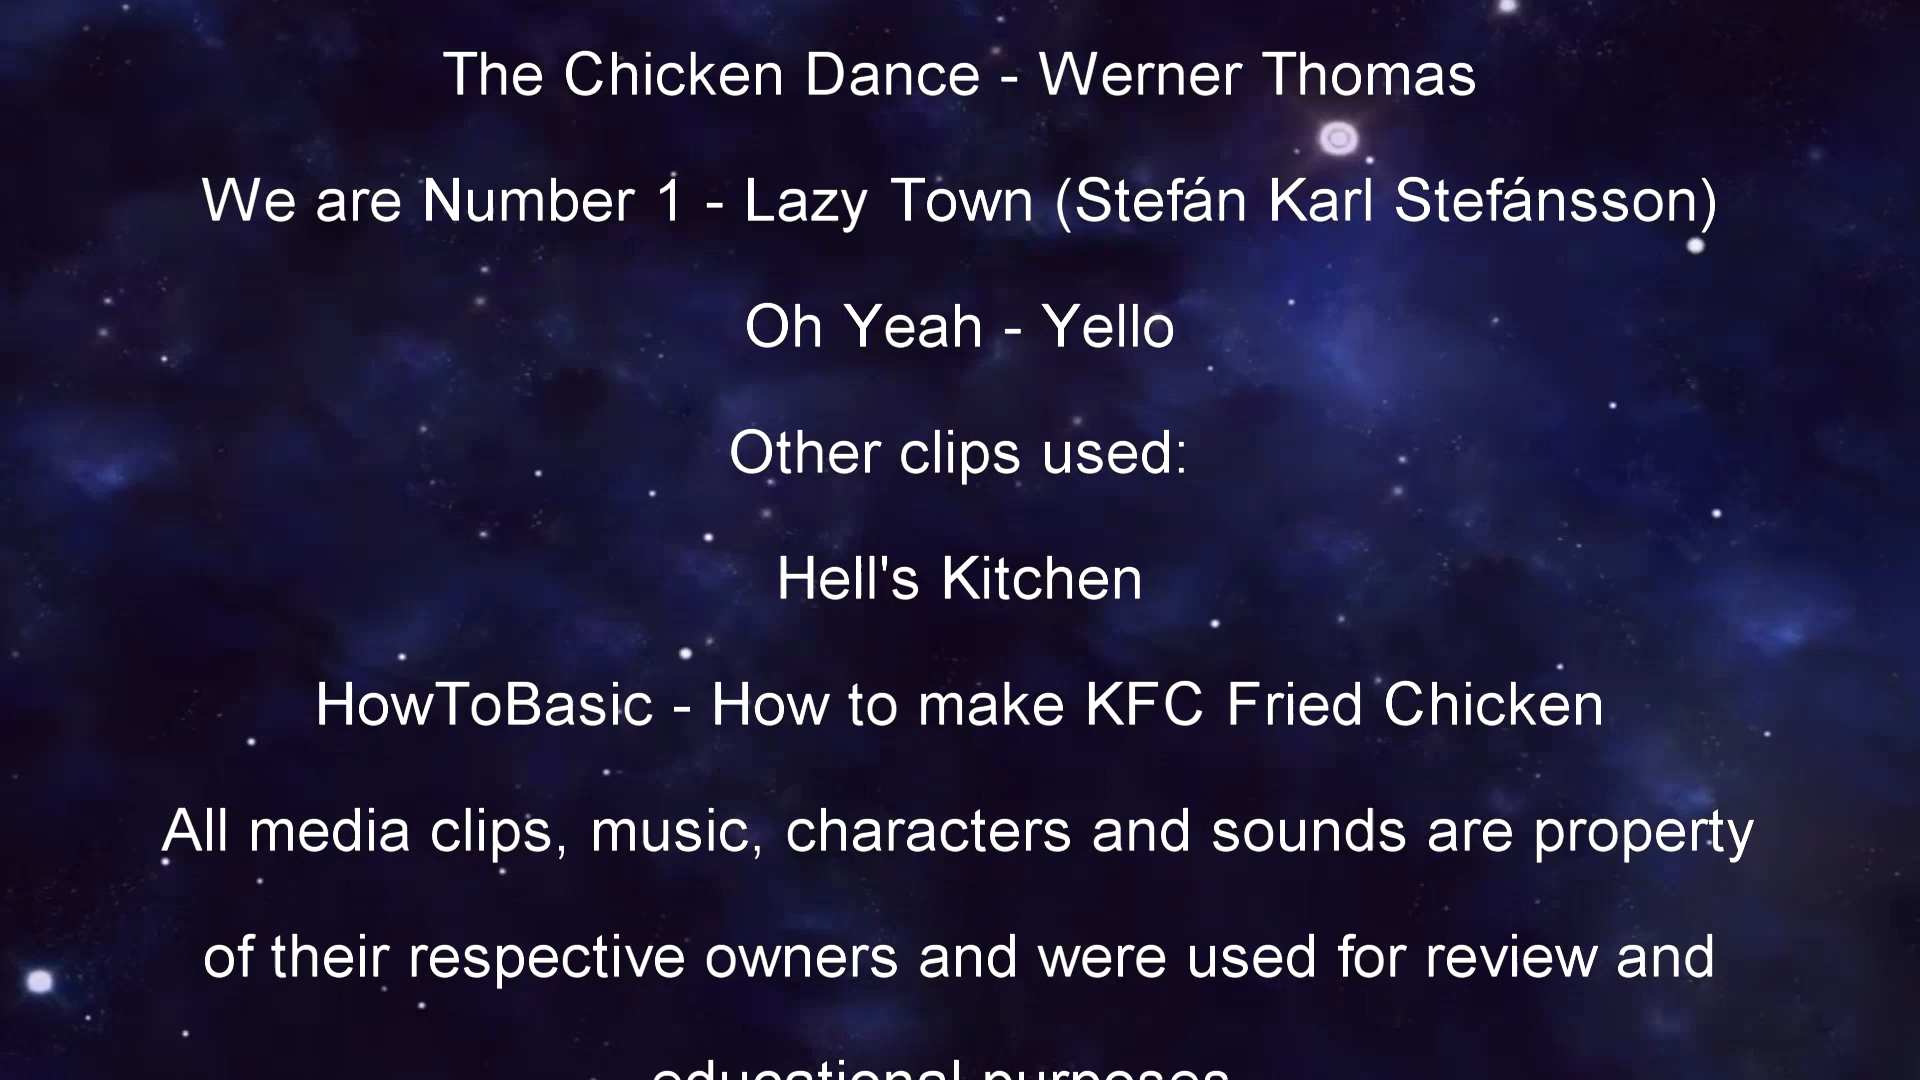 The Chicken Dance - Werner Thomas
We are Number 1 - Lazy Town (Stefán Karl Stefánsson)
Oh Yeah - Yello
Other clips used:
Hell's Kitchen
HowToBasic - How to make KFC Fried Chicken
All media clips, music, characters and sounds are property
of their respective owners and were used for review and
educational purposes